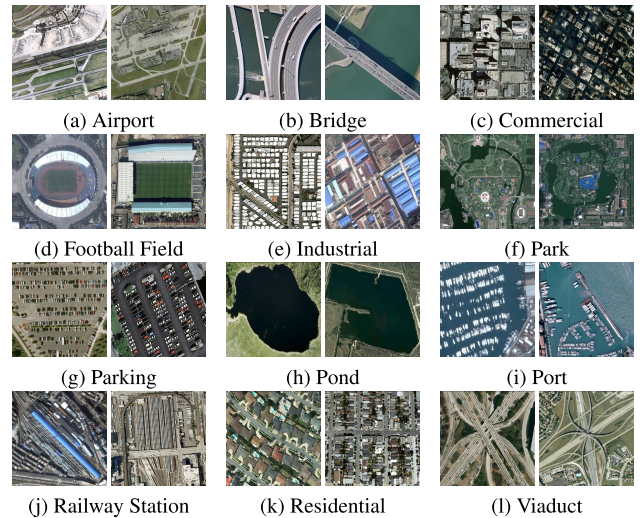 (a) Airport
(b) Bridge
(c) Commercial
(d) Football Field
(e) Industrial
(f) Park
(g) Parking
(h) Pond
(i) Port
(j) Railway Station
(k) Residential
(l) Viaduct